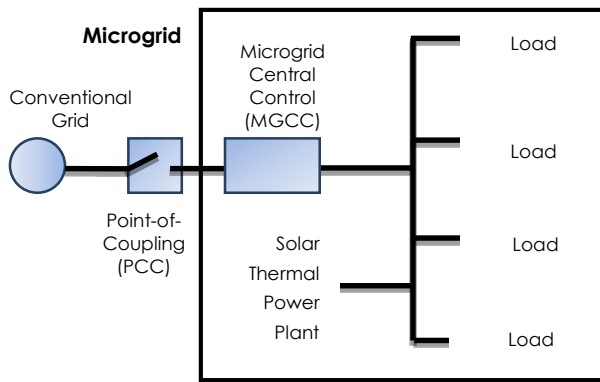 Microgrid
Conventional
Grid
Point-of-
Coupling
(PCC)
Microgrid
Central
Control
(MGCC)
Solar
Thermal
Power
Plant
Load
Load
Load
Load